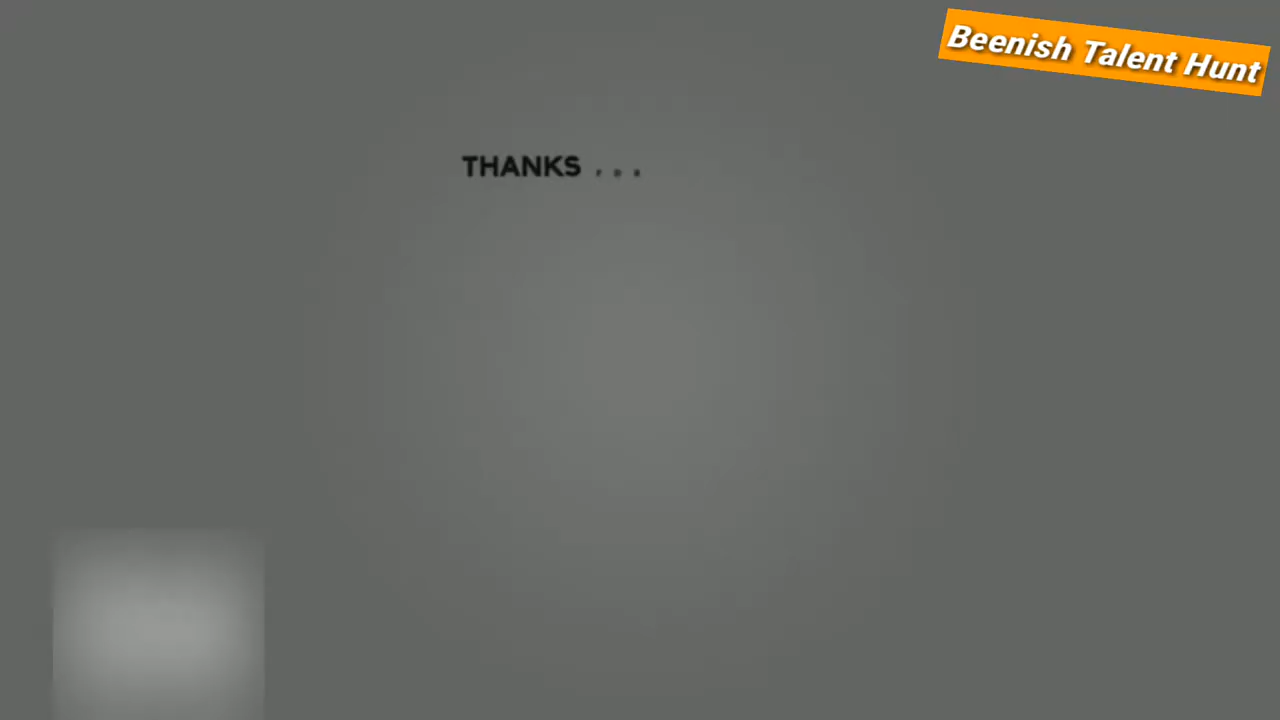 Beenish Talent Hunt
THANKS . . .